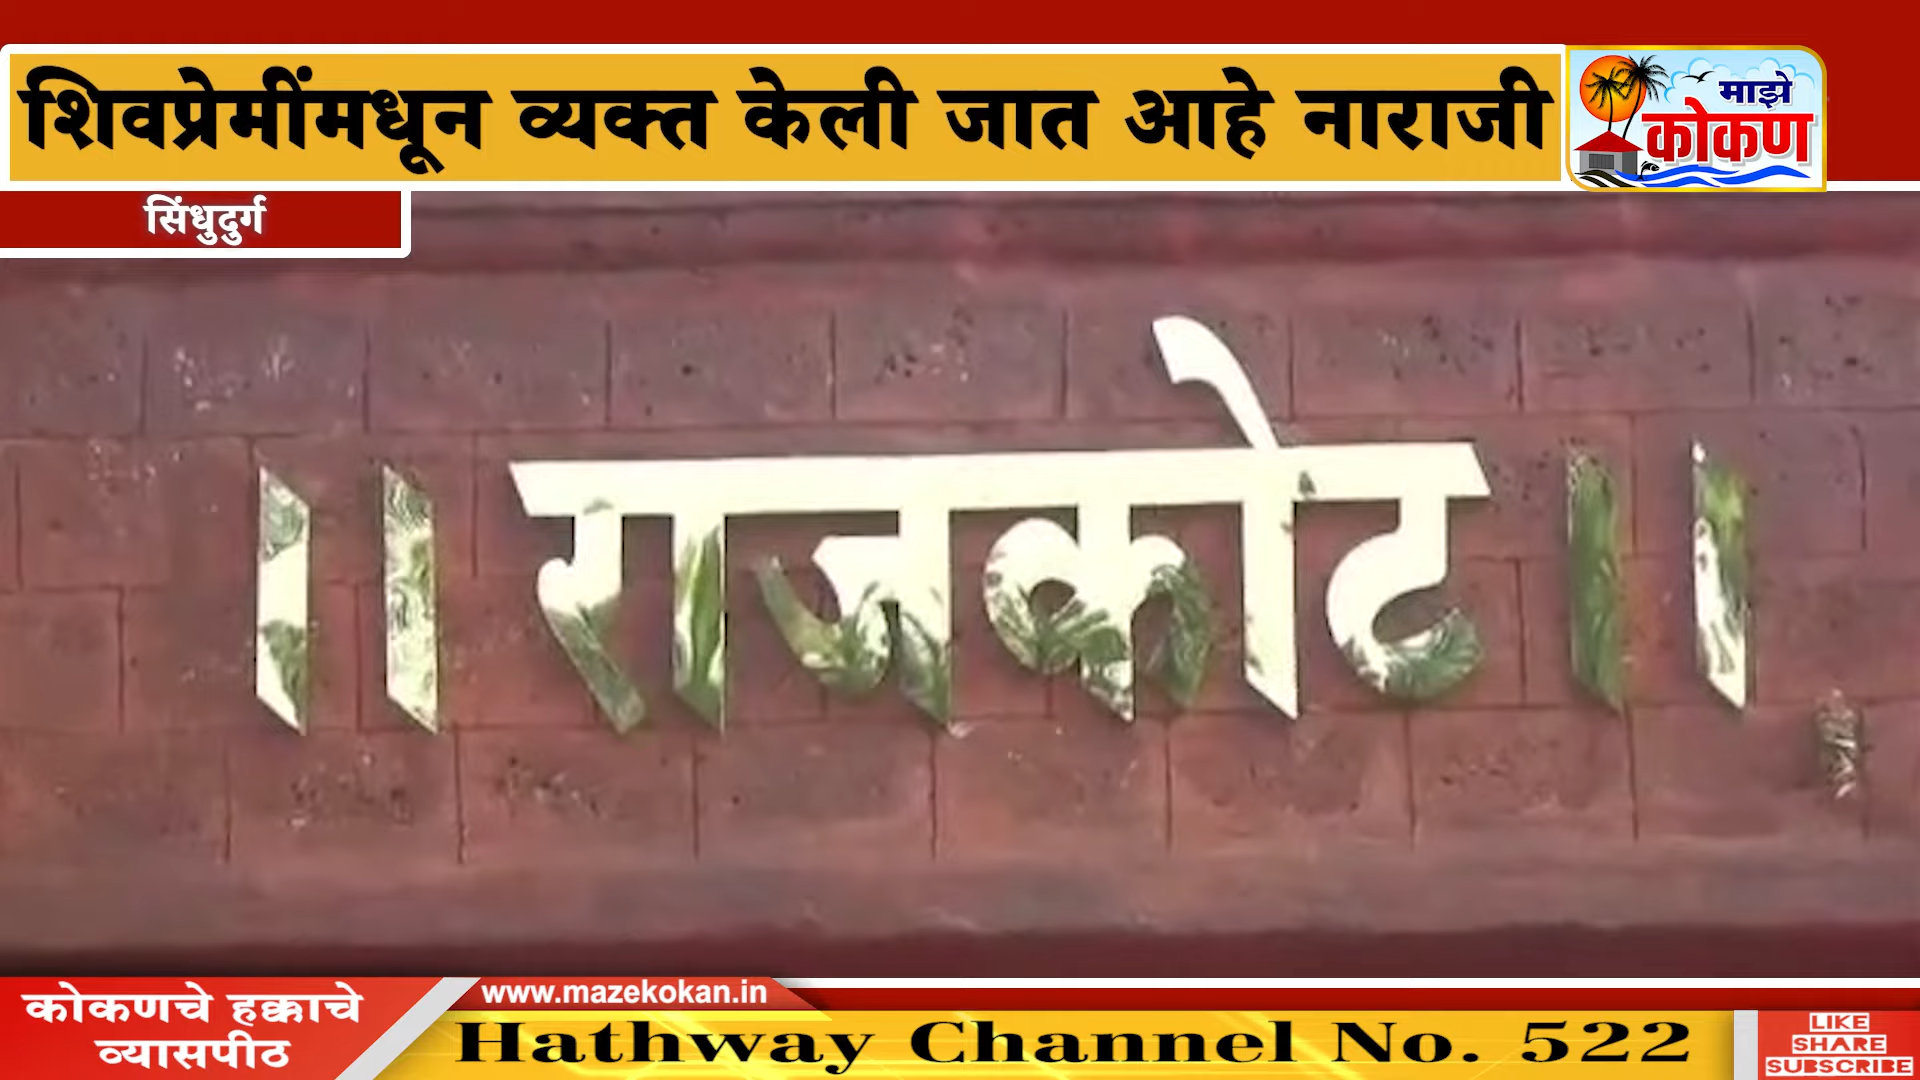 शिवप्रेमींमधून व्यक्त केली जात आहे नाराजी
माझे
कोकण
सिंधुदुर्ग
।। राजकोट ।।
कोकणचे हक्काचे
व्यासपीठ
www.mazekokan.in
Hathway Channel No. 522
LIKE
SHARE
SUBSCRIBE